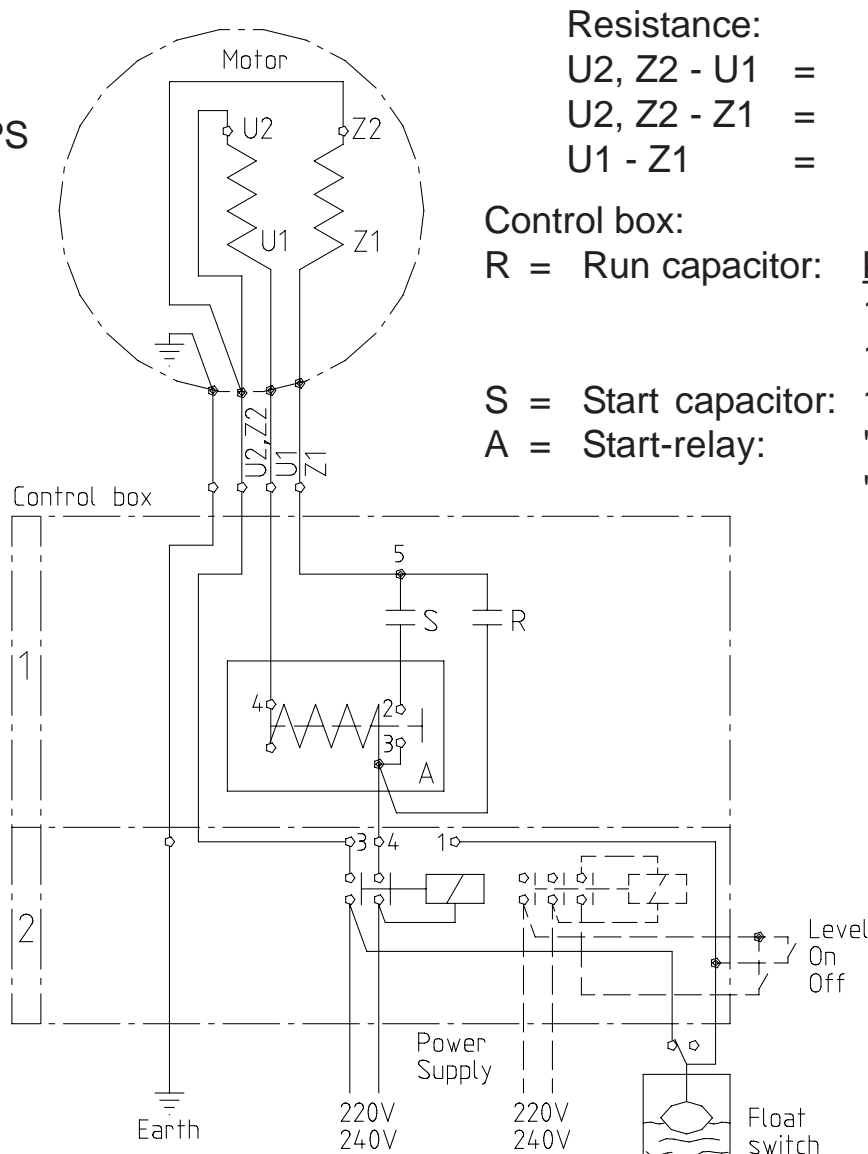 Resistance:
U2, Z2 - U1 =
U2, Z2 - Z1 =
U1 - Z1 =
Control box:
R = Run capacitor:
S = Start capacitor:
A = Start-relay:
PS
Motor
U2
Z2
U1
Z1
U2,Z2
U1
Z1
Control box
5
S
R
1
4
2
3
A
3
4
1
2
Level
On
Off
Power
Supply
220V
240V
220V
240V
Earth
Float
switch